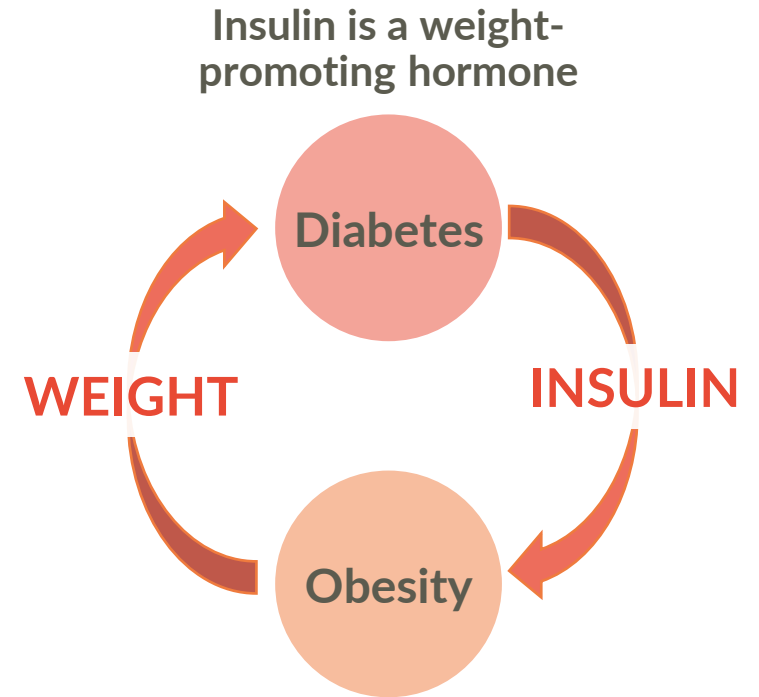 Insulin is a weight-
promoting hormone
Diabetes
WEIGHT
INSULIN
Obesity